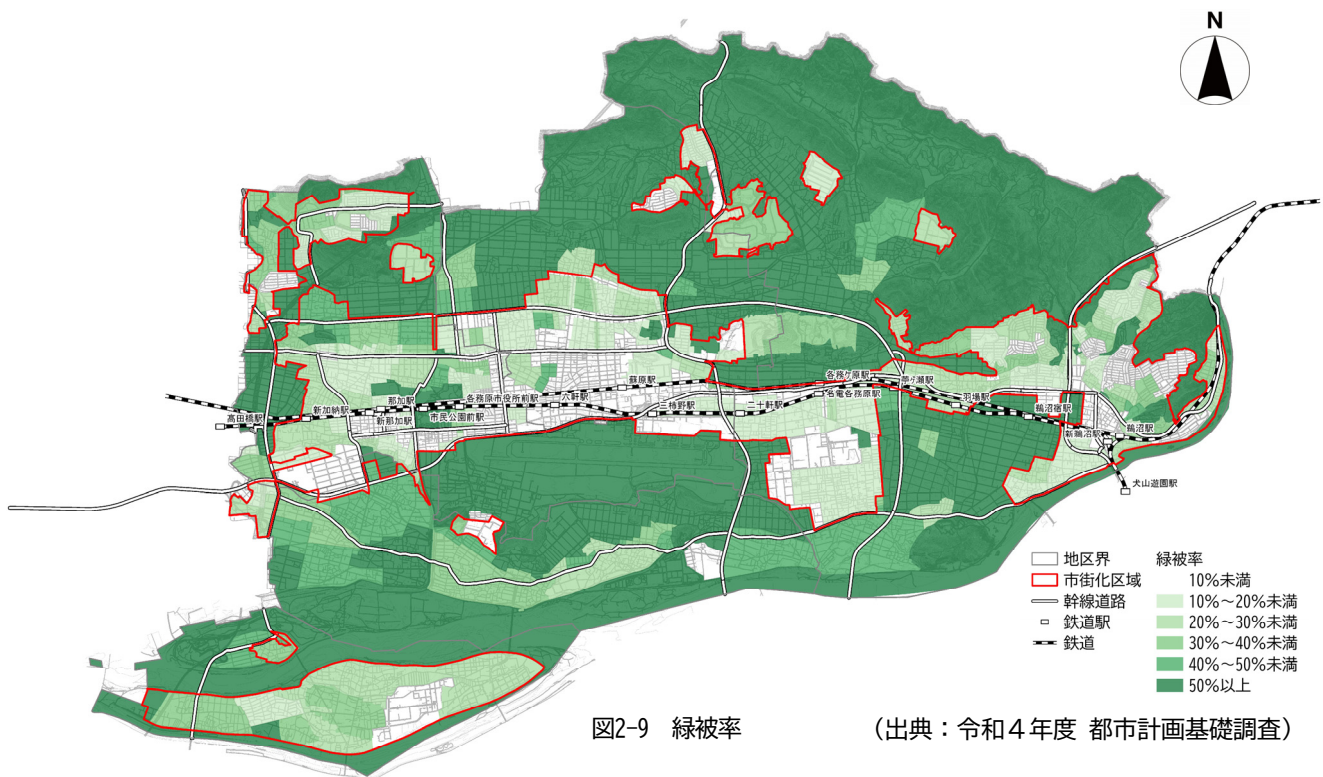 N
各務ケ原駅
苧ヶ瀬駅
蘇原駅
名電各務原駅
羽場駅
那加駅
各務原市役所前駅
六軒駅
新加納駅
三柿野駅
二十軒駅
鵜沼宿駅
高田橋駅
新那加駅
市民公園前駅
新鵜沼駅
鵜沼駅
犬山遊園駅
地区界
市街化区域
幹線道路
鉄道駅
鉄道
緑被率
10%未満
10%~20%未満
20%~30%未満
30%~40%未満
40%~50%未満
50%以上
図2-9 緑被率
(出典:令和4年度 都市計画基礎調査)